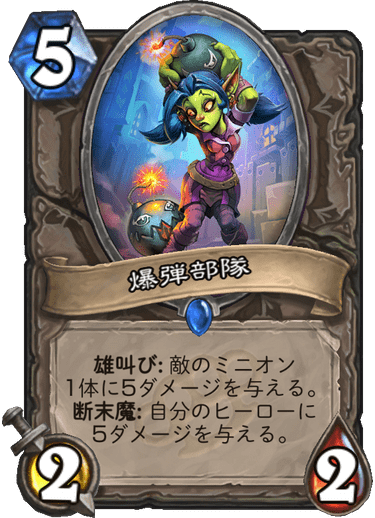 5
爆弾部隊
雄叫び: 敵のミニオン
1体に5ダメージを与える。
断末魔: 自分のヒーローに
5ダメージを与える。
2
2